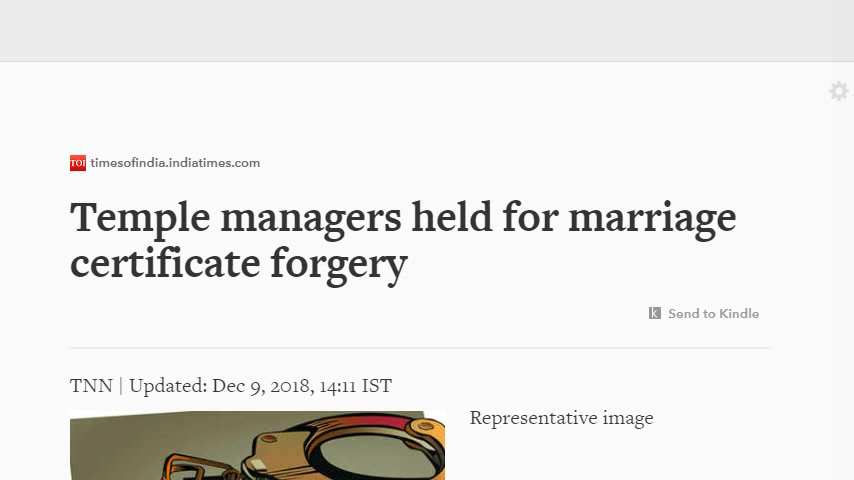 TOI timesofindia.indiatimes.com
Temple managers held for marriage
certificate forgery
k Send to Kindle
TNN | Updated: Dec 9, 2018, 14:11 IST
Representative image